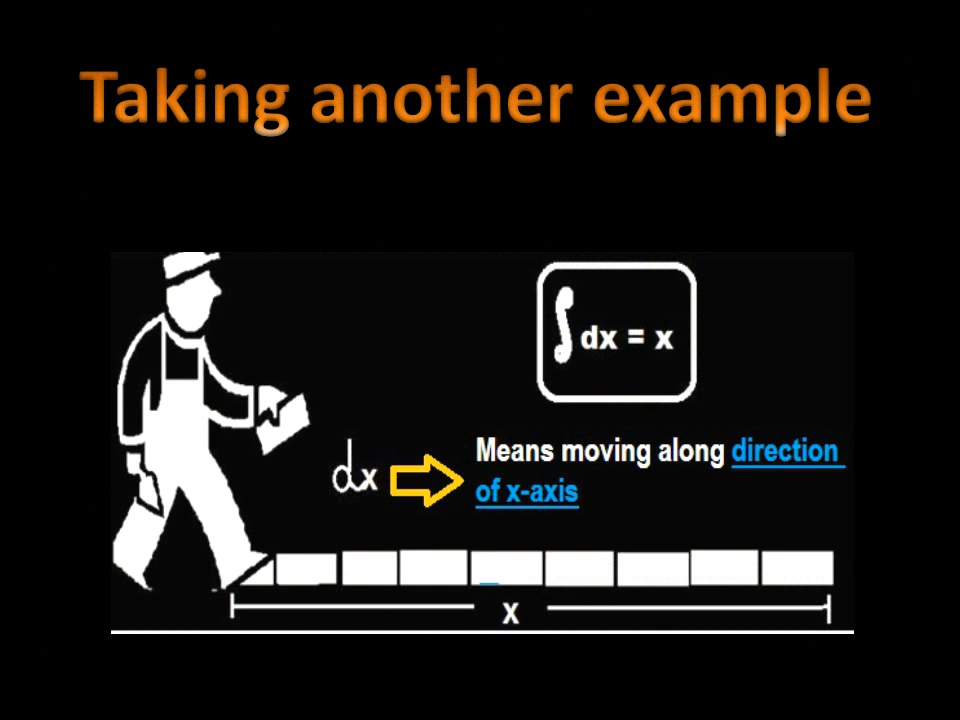 Taking another example
∫ dx = x
Means moving along direction
dx
of x-axis
x